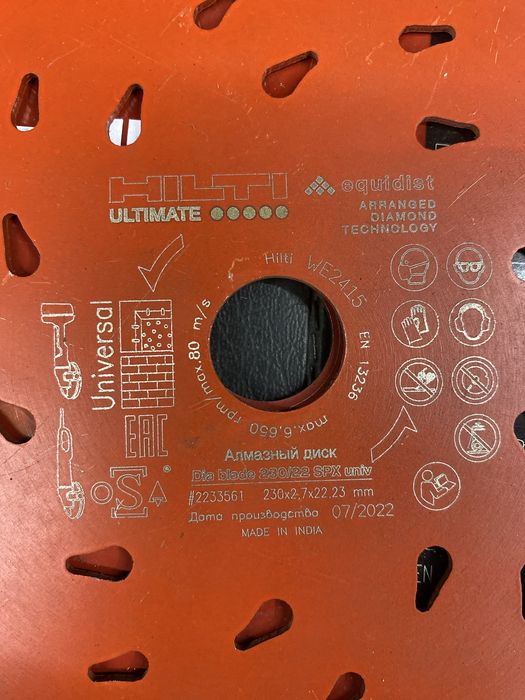 HILTI
ULTIMATE
equidist
ARRANGED
DIAMOND
TECHNOLOGY
Hilti WE2415 EN 13236
max.6,650 rpm/max.80 m/s
Universal
EAC
oSa®
Алмазный диск
Dia blade 230/22 SPX univ
#2233561 230x2,7x22.23 mm
Дата производства 07/2022
MADE IN INDIA
EN